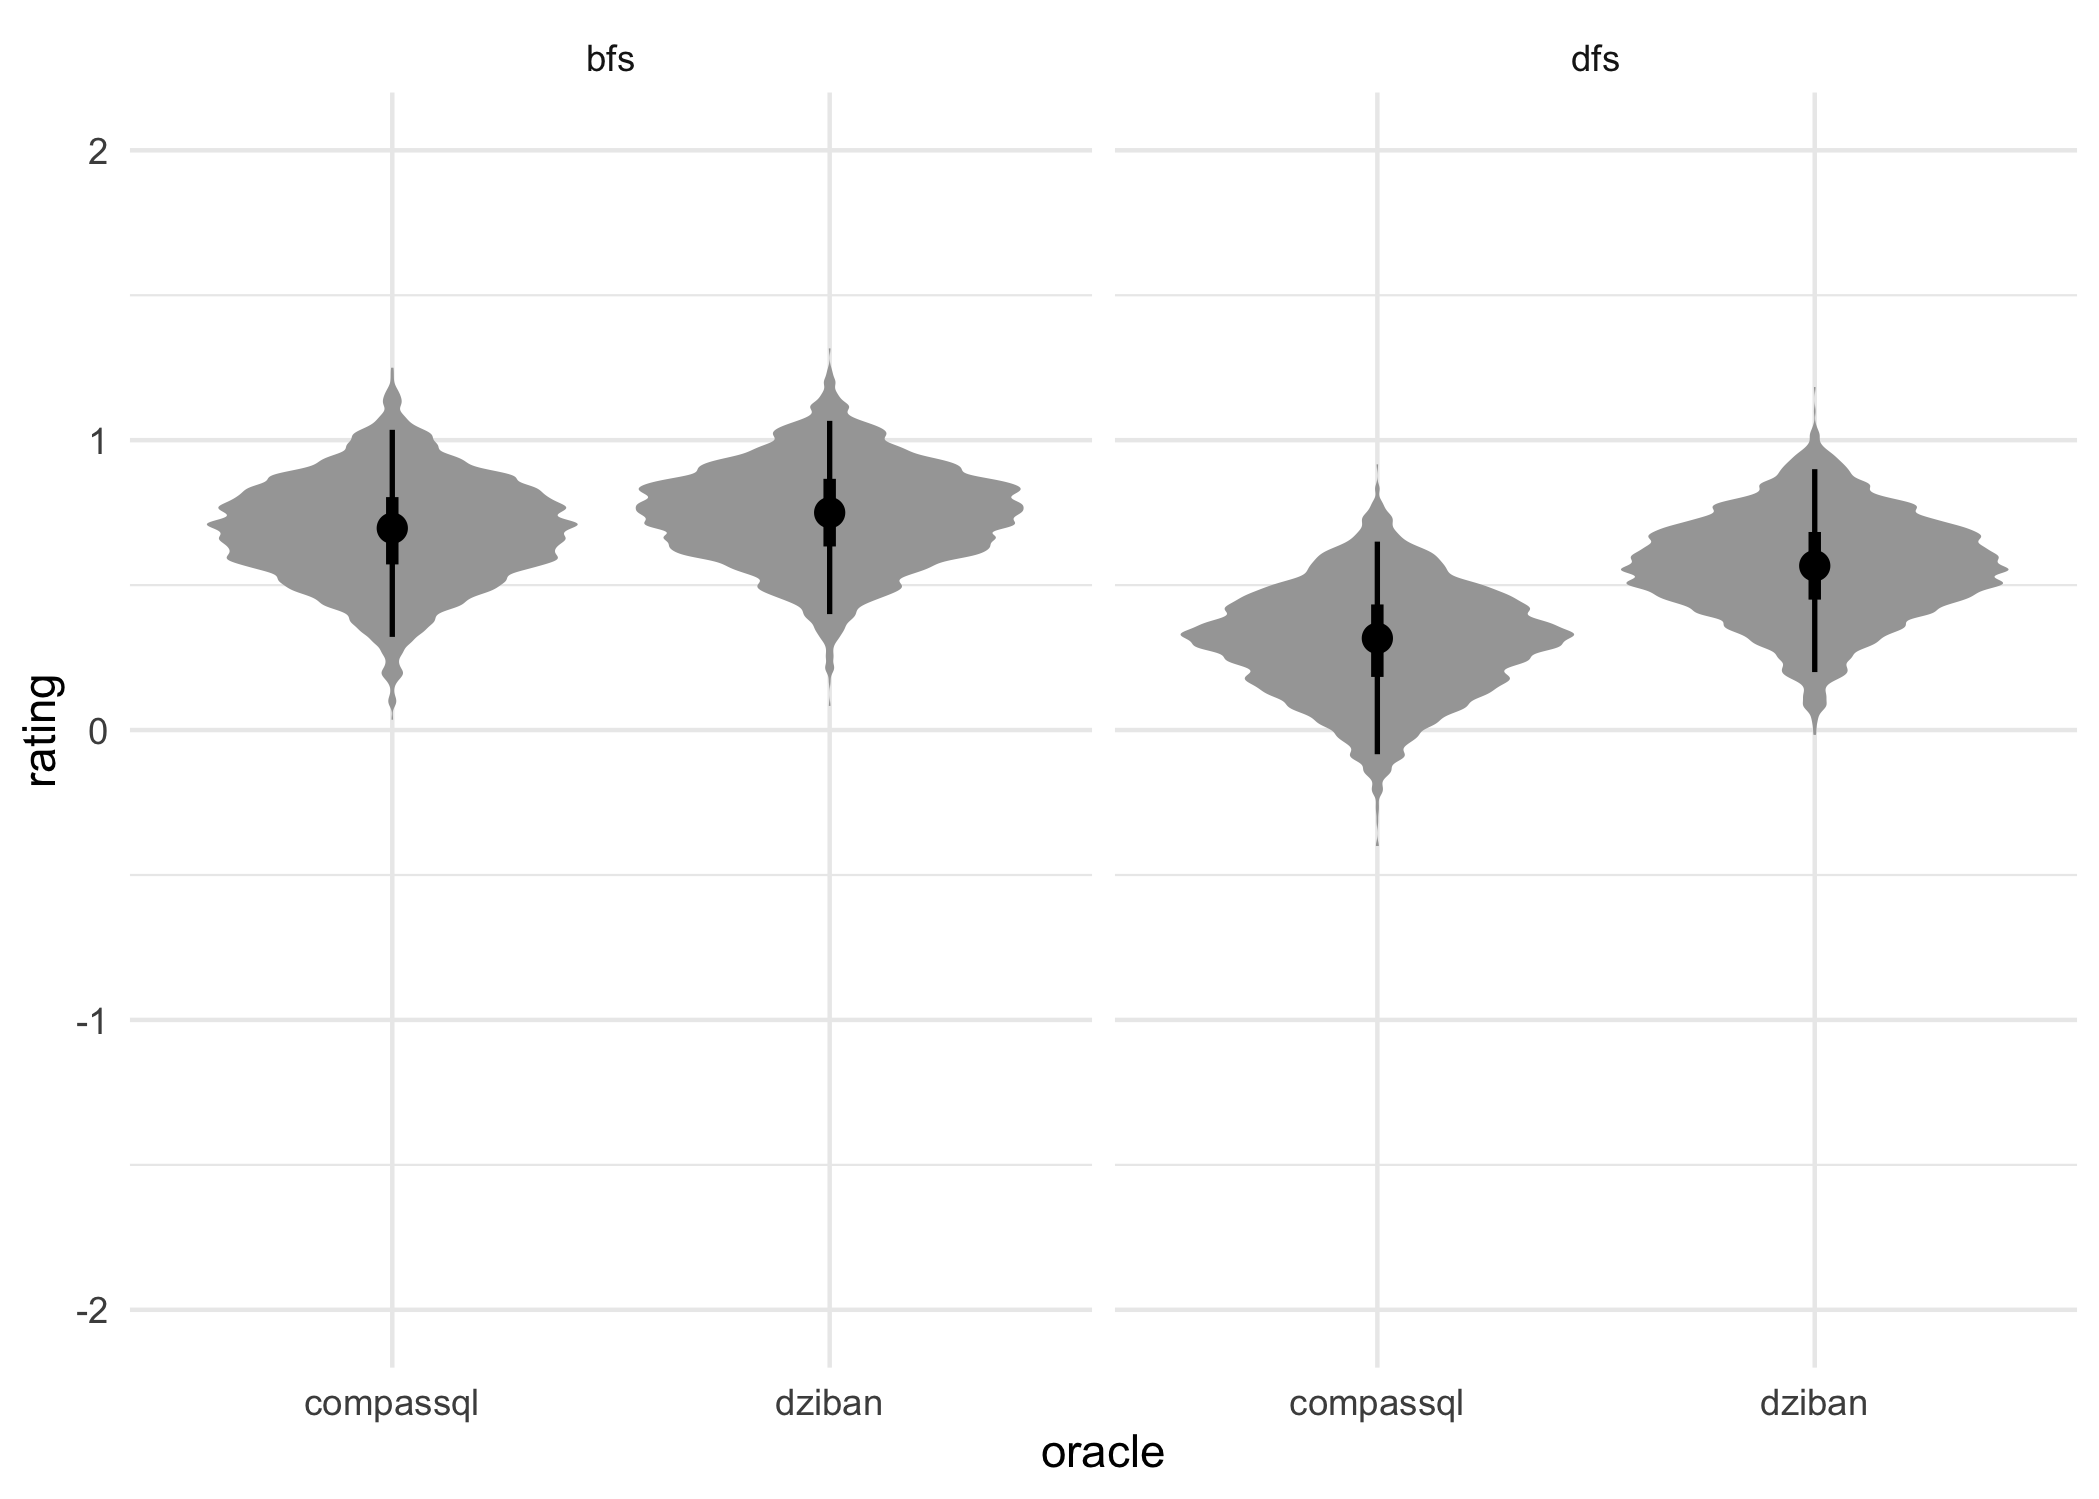 bfs
dfs
2
1
0
-1
-2
rating
compassql
dziban
compassql
dziban
oracle